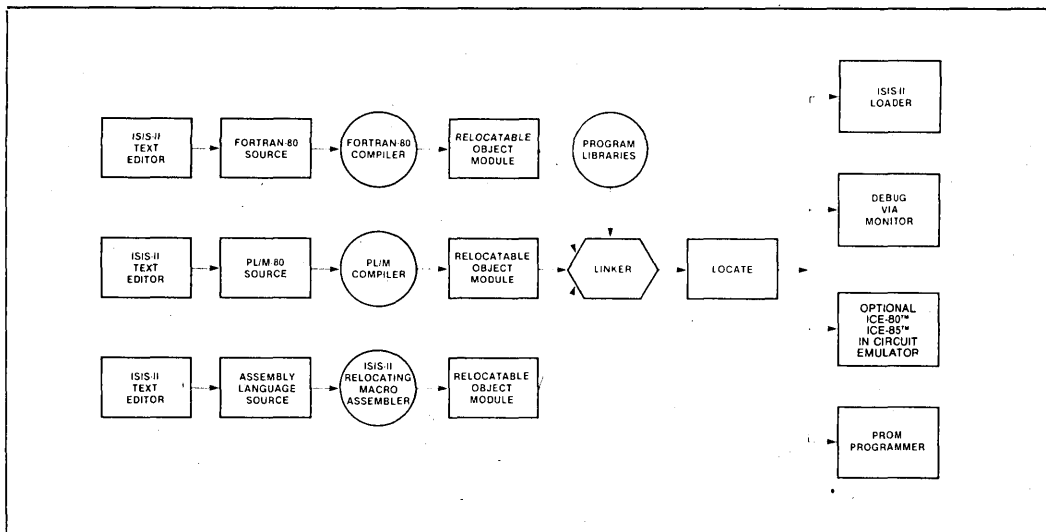 ISIS-II
TEXT
EDITOR
FORTRAN-80
SOURCE
FORTRAN-80
COMPILER
RELOCATABLE
OBJECT
MODULE
PROGRAM
LIBRARIES
ISIS-II
TEXT
EDITOR
PL/M-80
SOURCE
PL/M
COMPILER
RELOCATABLE
OBJECT
MODULE
LINKER
LOCATE
ISIS-II
TEXT
EDITOR
ASSEMBLY
LANGUAGE
SOURCE
ISIS-II
RELOCATING
MACRO
ASSEMBLER
RELOCATABLE
OBJECT
MODULE
ISIS-II
LOADER
DEBUG
VIA
MONITOR
OPTIONAL
ICE-80™
ICE-85™
IN CIRCUIT
EMULATOR
PROM
PROGRAMMER